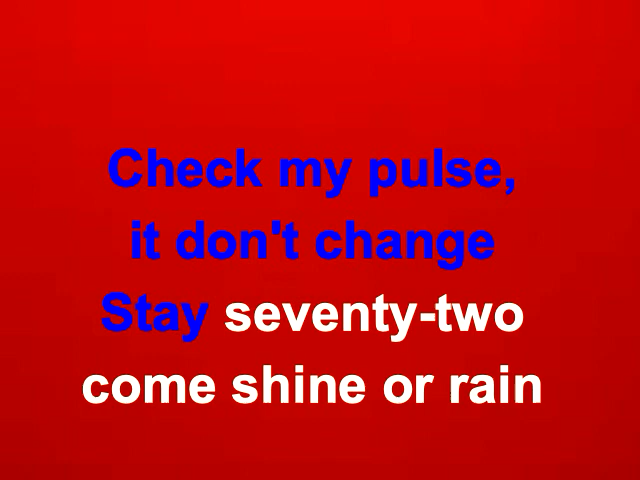 Check my pulse,
it don't change
Stay seventy-two
come shine or rain